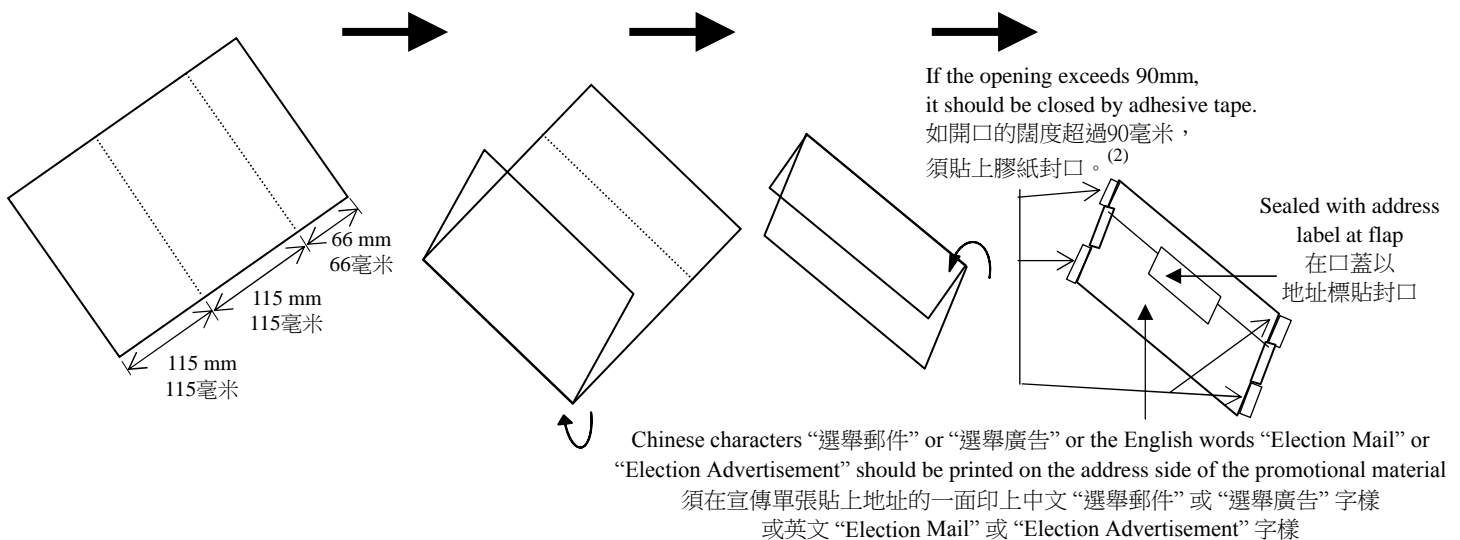 If the opening exceeds 90mm,
it should be closed by adhesive tape.
如開口的闊度超過90毫米，
須貼上膠紙封口。(2)
Sealed with address
label at flap
在口蓋以
地址標貼封口
66 mm
66毫米
115 mm
115毫米
115 mm
115毫米
Chinese characters “選舉郵件” or “選舉廣告” or the English words “Election Mail” or
“Election Advertisement” should be printed on the address side of the promotional material
須在宣傳單張貼上地址的一面印上中文 “選舉郵件” 或 “選舉廣告” 字樣
或英文 “Election Mail” 或 “Election Advertisement” 字樣